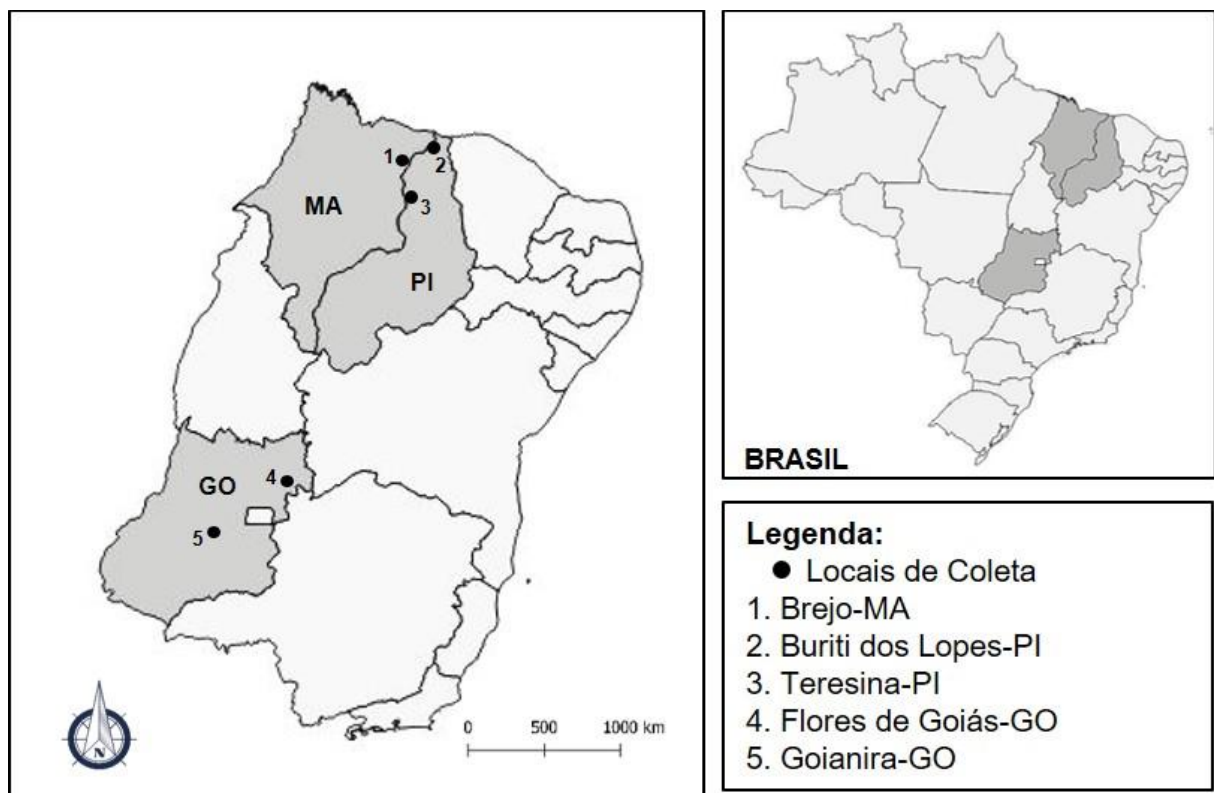 1
2
3
MA
PI
GO
4
5
N
0 500 1000 km
BRASIL
Legenda:
Locais de Coleta
1. Brejo-MA
2. Buriti dos Lopes-PI
3. Teresina-PI
4. Flores de Goiás-GO
5. Goianira-GO